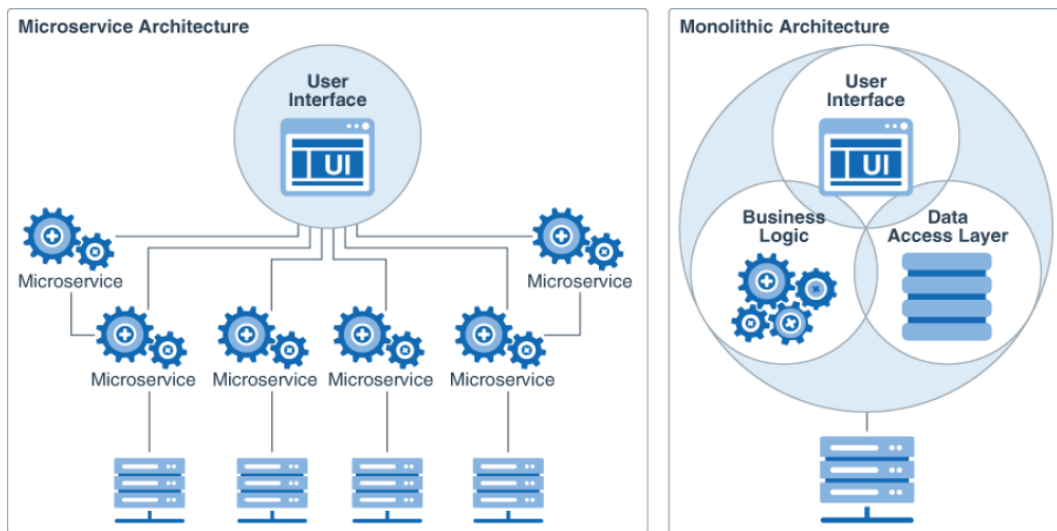 Microservice Architecture
User
Interface
UI
Microservice
Microservice
Microservice
Microservice
Microservice
Microservice
Monolithic Architecture
User
Interface
UI
Business
Logic
Data
Access Layer